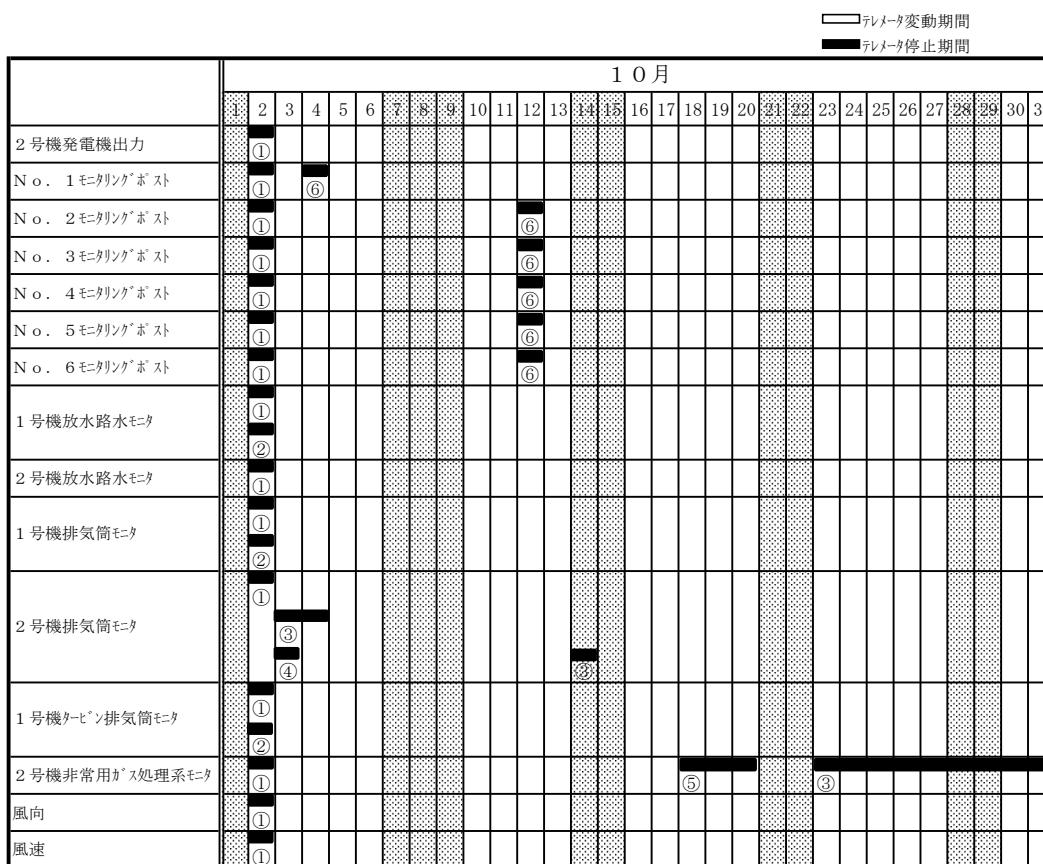 テレメータ変動期間
テレメータ停止期間
１０月
1 2 3 4 5 6 7 8 9 10 11 12 13 14 15 16 17 18 19 20 21 22 23 24 25 26 27 28 29 30 3
２号機発電機出力
①
Ｎｏ．１モニタリングポスト
① ⑥
Ｎｏ．２モニタリングポスト
① ⑥
Ｎｏ．３モニタリングポスト
① ⑥
Ｎｏ．４モニタリングポスト
① ⑥
Ｎｏ．５モニタリングポスト
① ⑥
Ｎｏ．６モニタリングポスト
① ⑥
１号機放水路水モニタ
①
②
２号機放水路水モニタ
①
１号機排気筒モニタ
①
②
２号機排気筒モニタ
①
③
④ ③
１号機タービン排気筒モニタ
①
②
２号機非常用ガス処理系モニタ
① ⑤ ③
風向
①
風速
①